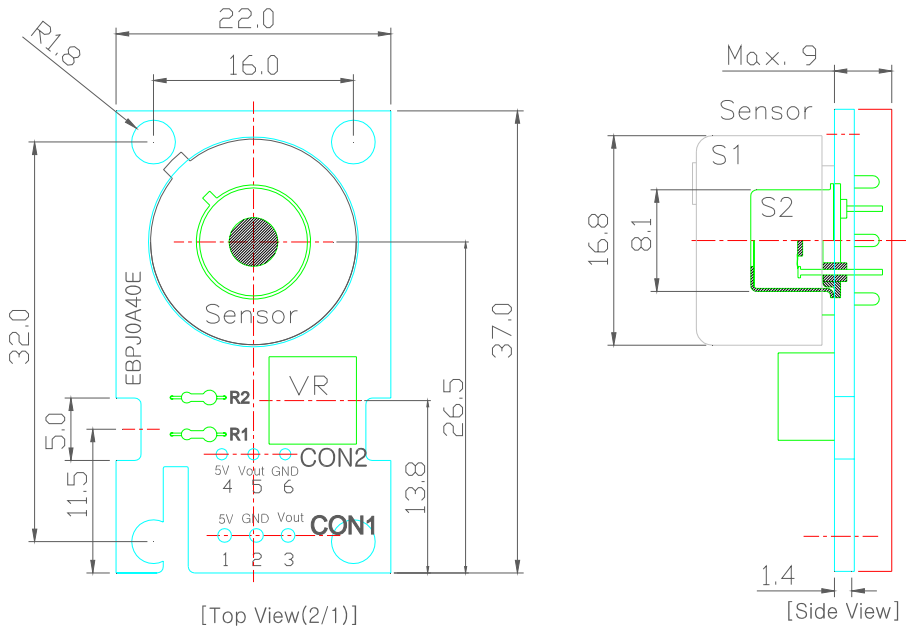 22.0
R1.8
16.0
Max. 9
Sensor
S1
S2
16.8
8.1
32.0
37.0
26.5
EBPJ0A40E
Sensor
VR
R2
5.0
R1
CON2
5V Vout GND
4 5 6
11.5
13.8
5V GND Vout CON1
1 2 3
1.4
[Top View(2/1)]
[Side View]